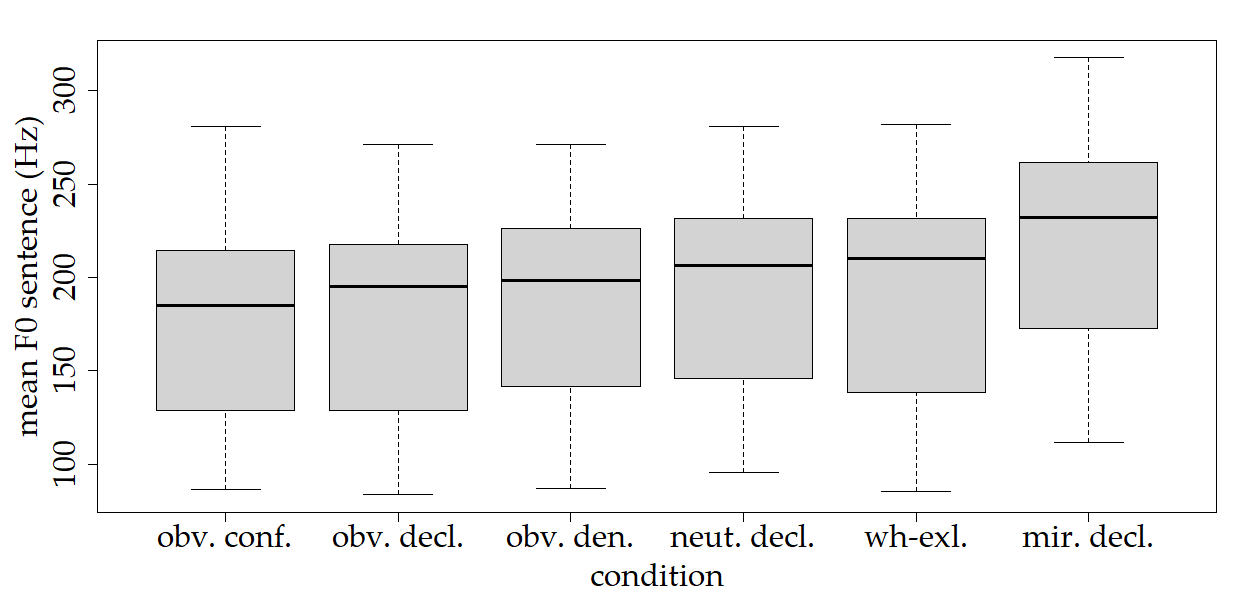 mean F0 sentence (Hz)
300
250
200
150
100
obv. conf.
obv. decl.
obv. den.
neut. decl.
wh-exl.
mir. decl.
condition